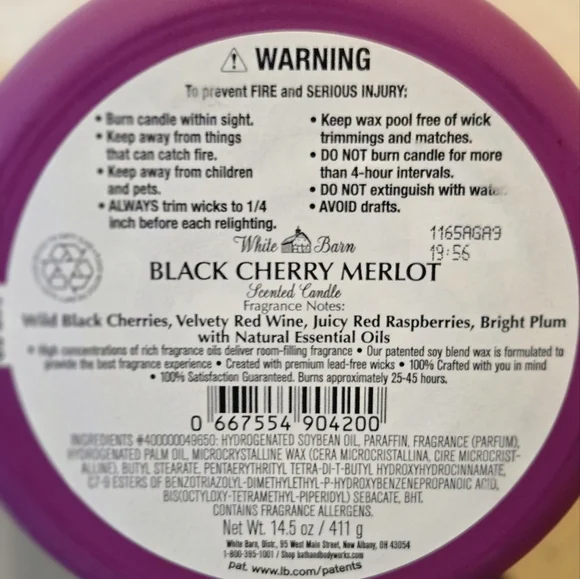 ⚠ WARNING
To prevent FIRE and SERIOUS INJURY:
• Burn candle within sight.
• Keep away from things
that can catch fire.
• Keep away from children
and pets.
• ALWAYS trim wicks to 1/4
inch before each relighting.
• Keep wax pool free of wick
trimmings and matches.
• DO NOT burn candle for more
than 4-hour intervals.
• DO NOT extinguish with water.
• AVOID drafts.
1165AGA9
19:56
White Barn
BLACK CHERRY MERLOT
Scented Candle
Fragrance Notes:
Wild Black Cherries, Velvety Red Wine, Juicy Red Raspberries, Bright Plum
with Natural Essential Oils
• High concentrations of rich fragrance oils deliver room-filling fragrance • Our patented soy blend wax is formulated to
provide the best fragrance experience • Created with premium lead-free wicks • 100% Crafted with you in mind
• 100% Satisfaction Guaranteed. Burns approximately 25-45 hours.
0 667554 904200
INGREDIENTS #400000049650: HYDROGENATED SOYBEAN OIL, PARAFFIN, FRAGRANCE (PARFUM),
HYDROGENATED PALM OIL, MICROCRYSTALLINE WAX (CERA MICROCRISTALLINA, CIRE MICROCRIST-
ALLINE), BUTYL STEARATE, PENTAERYTHRITYL TETRA-DI-T-BUTYL HYDROXYHYDROCINNAMATE,
C7-9 ESTERS OF BENZOTRIAZOLYL-DIMETHYLETHYL-P-HYDROXYBENZENEPROPANOIC ACID,
BISOCTYLOXY-TETRAMETHYL-PIPERIDYL) SEBACATE, BHT.
CONTAINS FRAGRANCE ALLERGENS.
Net Wt. 14.5 oz / 411 g
White Barn, Distr., 95 West Main Street, New Albany, OH 43054
1-800-395-1001 / Shop bathandbodyworks.com
pat. www.lb.com/patents